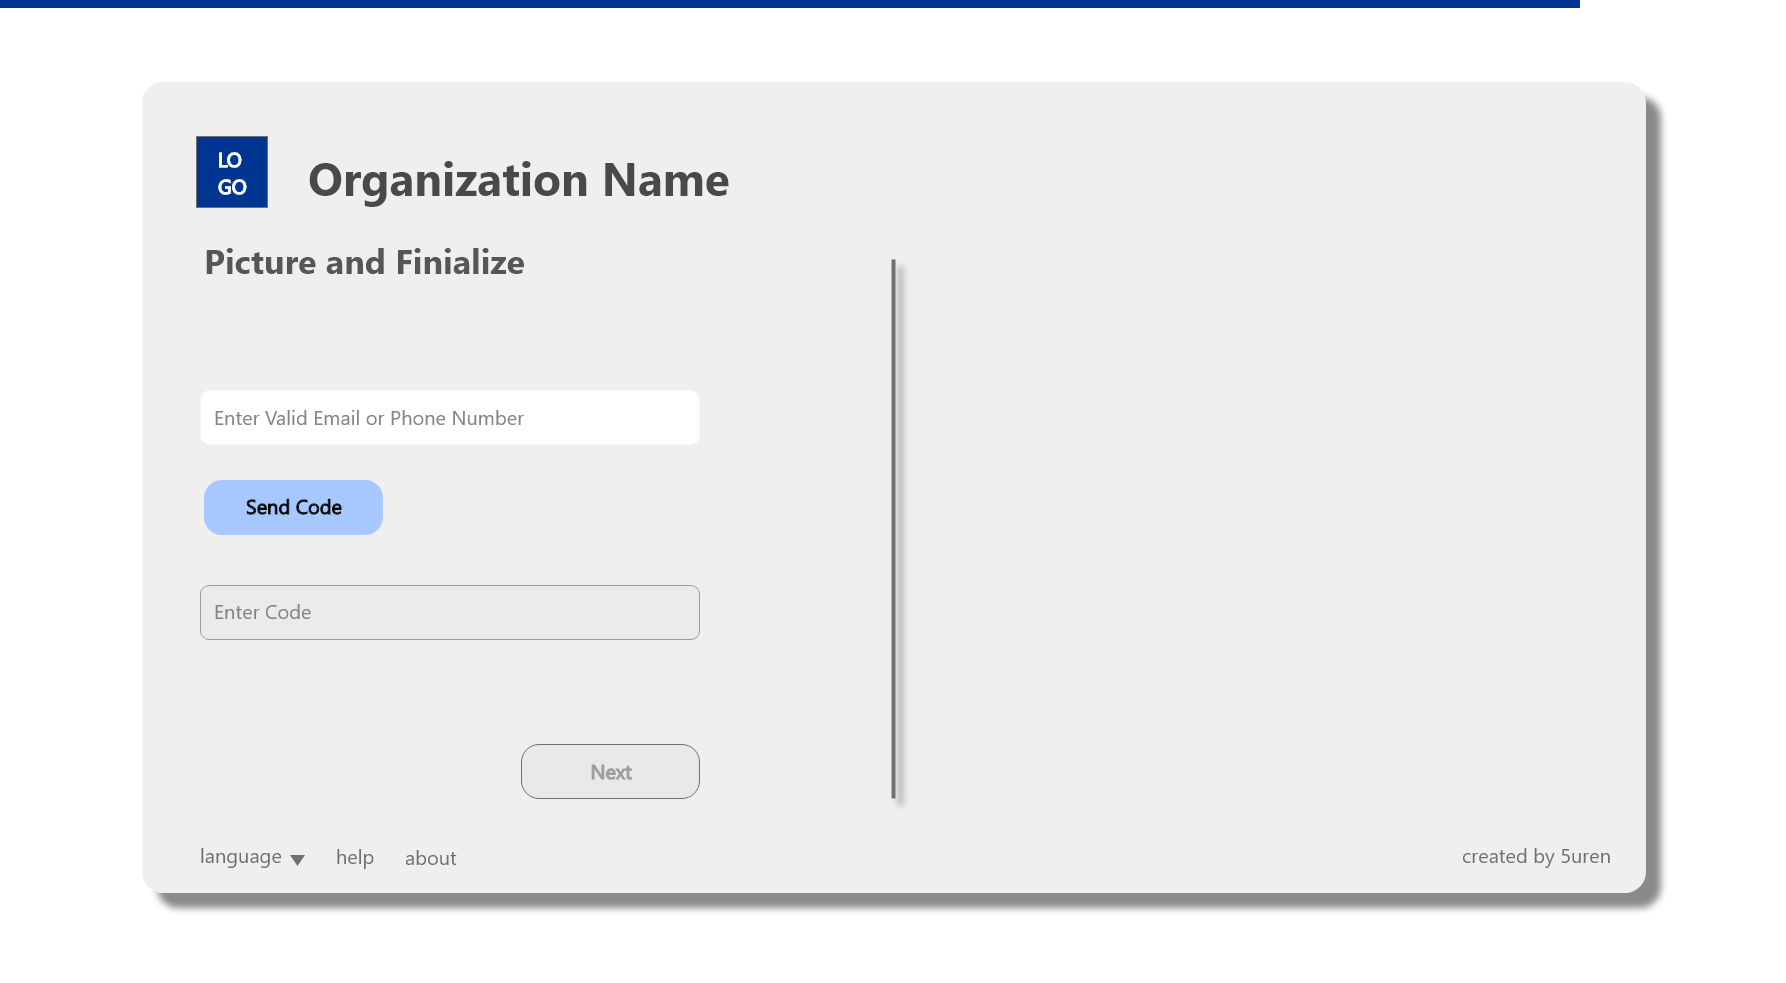 LO
GO
Organization Name
Picture and Finialize
Enter Valid Email or Phone Number
Send Code
Enter Code
Next
language
help
about
created by 5uren